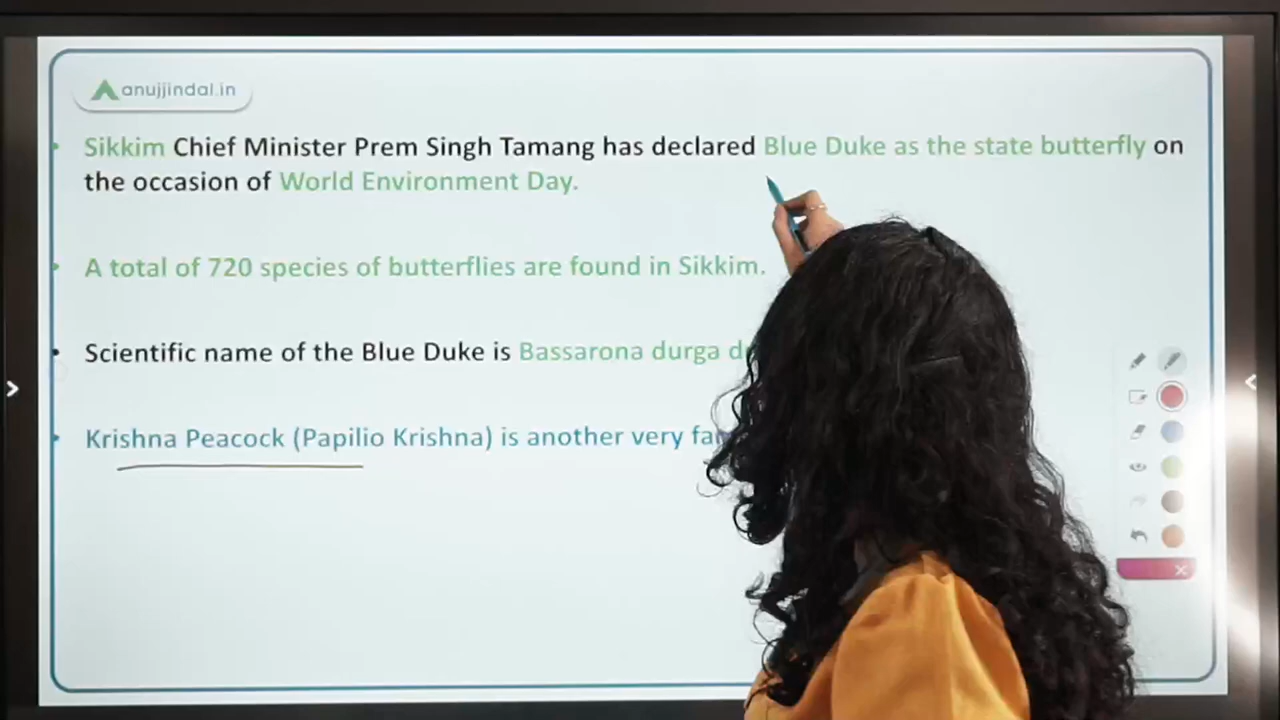 anujjindal.in
Sikkim Chief Minister Prem Singh Tamang has declared Blue Duke as the state butterfly on
the occasion of World Environment Day.
A total of 720 species of butterflies are found in Sikkim.
Scientific name of the Blue Duke is Bassarona durga
Krishna Peacock (Papilio Krishna) is another very